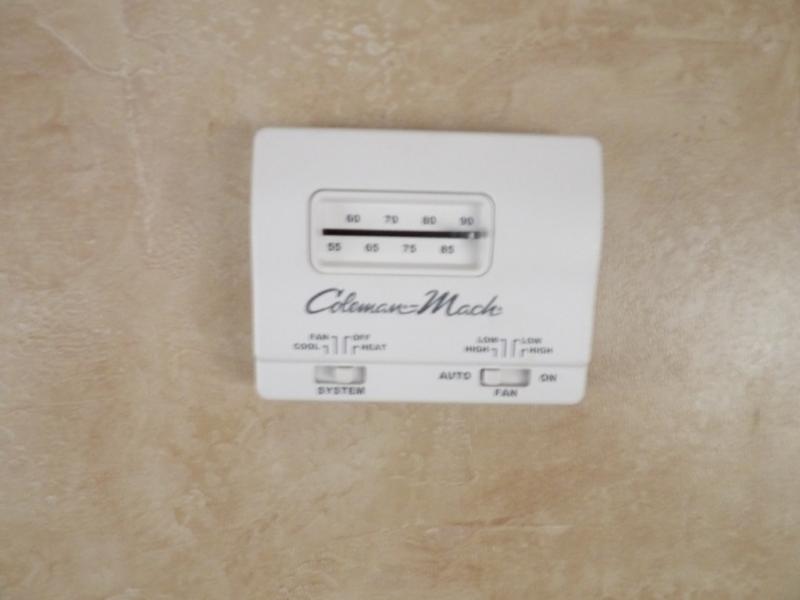 60 70 80 90
55 65 75 85
Coleman-Mach
FAN OFF LOW LOW
COOL HEAT HIGH HIGH
AUTO ON
SYSTEM FAN